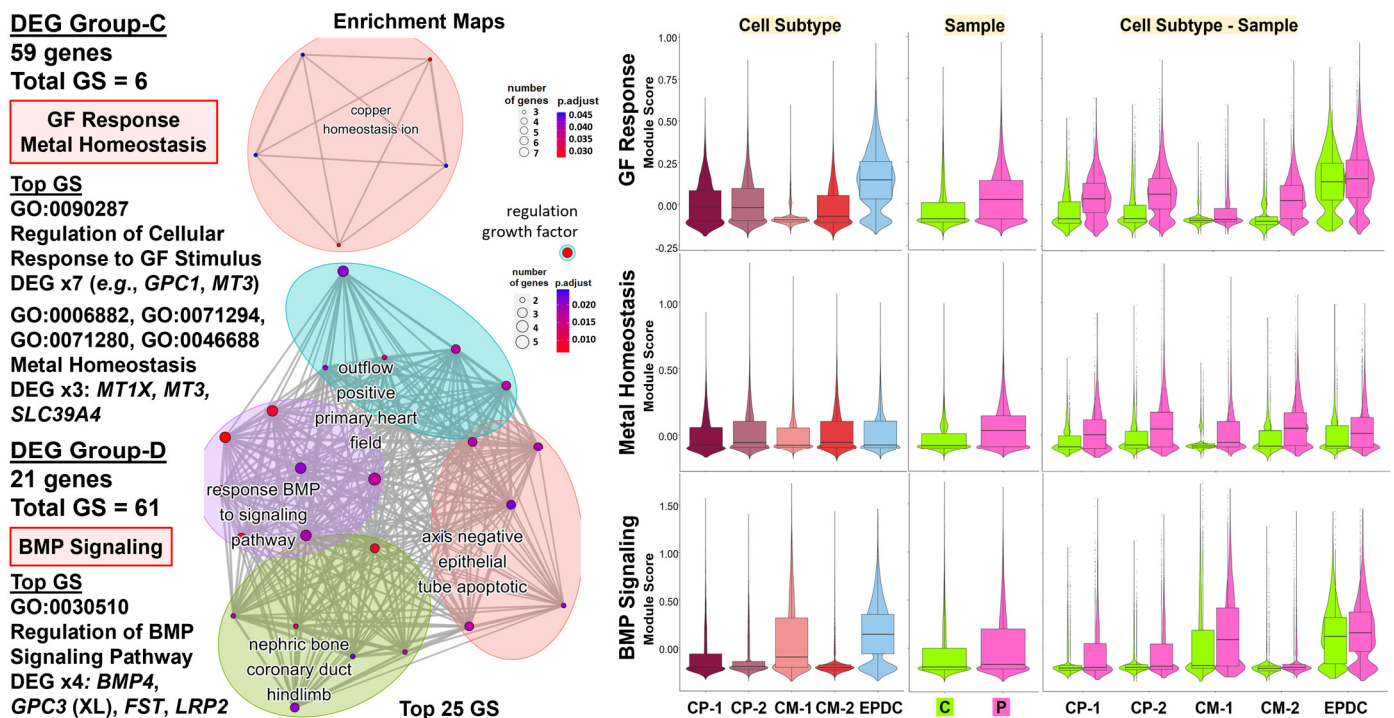 DEG Group-C
59 genes
Total GS = 6
GF Response
Metal Homeostasis
Top GS
GO:0090287
Regulation of Cellular
Response to GF Stimulus
DEG x7 (e.g., GPC1, MT3)
GO:0006882, GO:0071294,
GO:0071280, GO:0046688
Metal Homeostasis
DEG x3: MT1X, MT3,
SLC39A4
DEG Group-D
21 genes
Total GS = 61
BMP Signaling
Top GS
GO:0030510
Regulation of BMP
Signaling Pathway
DEG x4: BMP4,
GPC3 (XL), FST, LRP2
Enrichment Maps
copper
homeostasis ion
number
of genes
3
4
5
6
7
p.adjust
0.045
0.040
0.035
0.030
regulation
growth factor
number
of genes
2
3
4
5
p.adjust
0.020
0.015
0.010
outflow
positive
primary heart
field
response BMP
to signaling
pathway
axis negative
epithelial
tube apoptotic
nephric bone
coronary duct
hindlimb
Top 25 GS
Cell Subtype
Sample
Cell Subtype - Sample
GF Response
Module Score
1.00
0.75
0.50
0.25
0.00
-0.25
Metal Homeostasis
Module Score
1.00
0.50
0.00
BMP Signaling
Module Score
1.50
1.00
0.50
0.00
CP-1 CP-2 CM-1 CM-2 EPDC
C P
CP-1 CP-2 CM-1 CM-2 EPDC